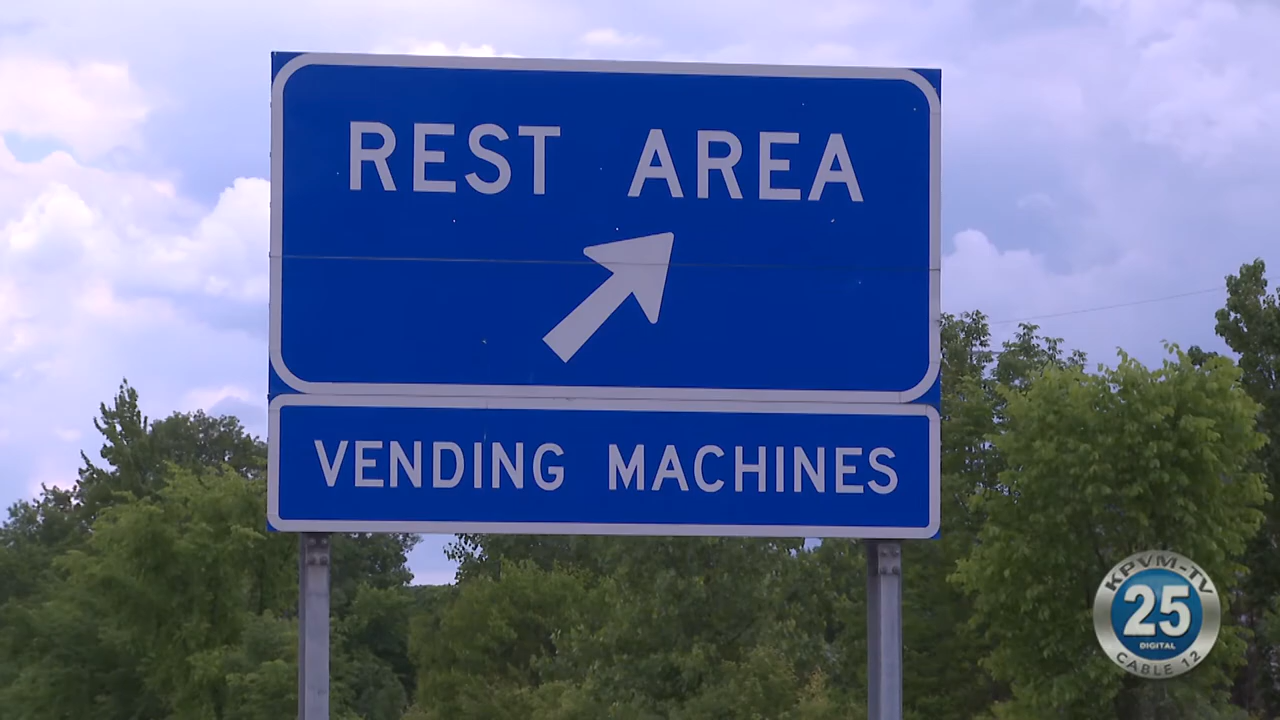 REST AREA
VENDING MACHINES
KPVM-TV
25
DIGITAL
CABLE 12